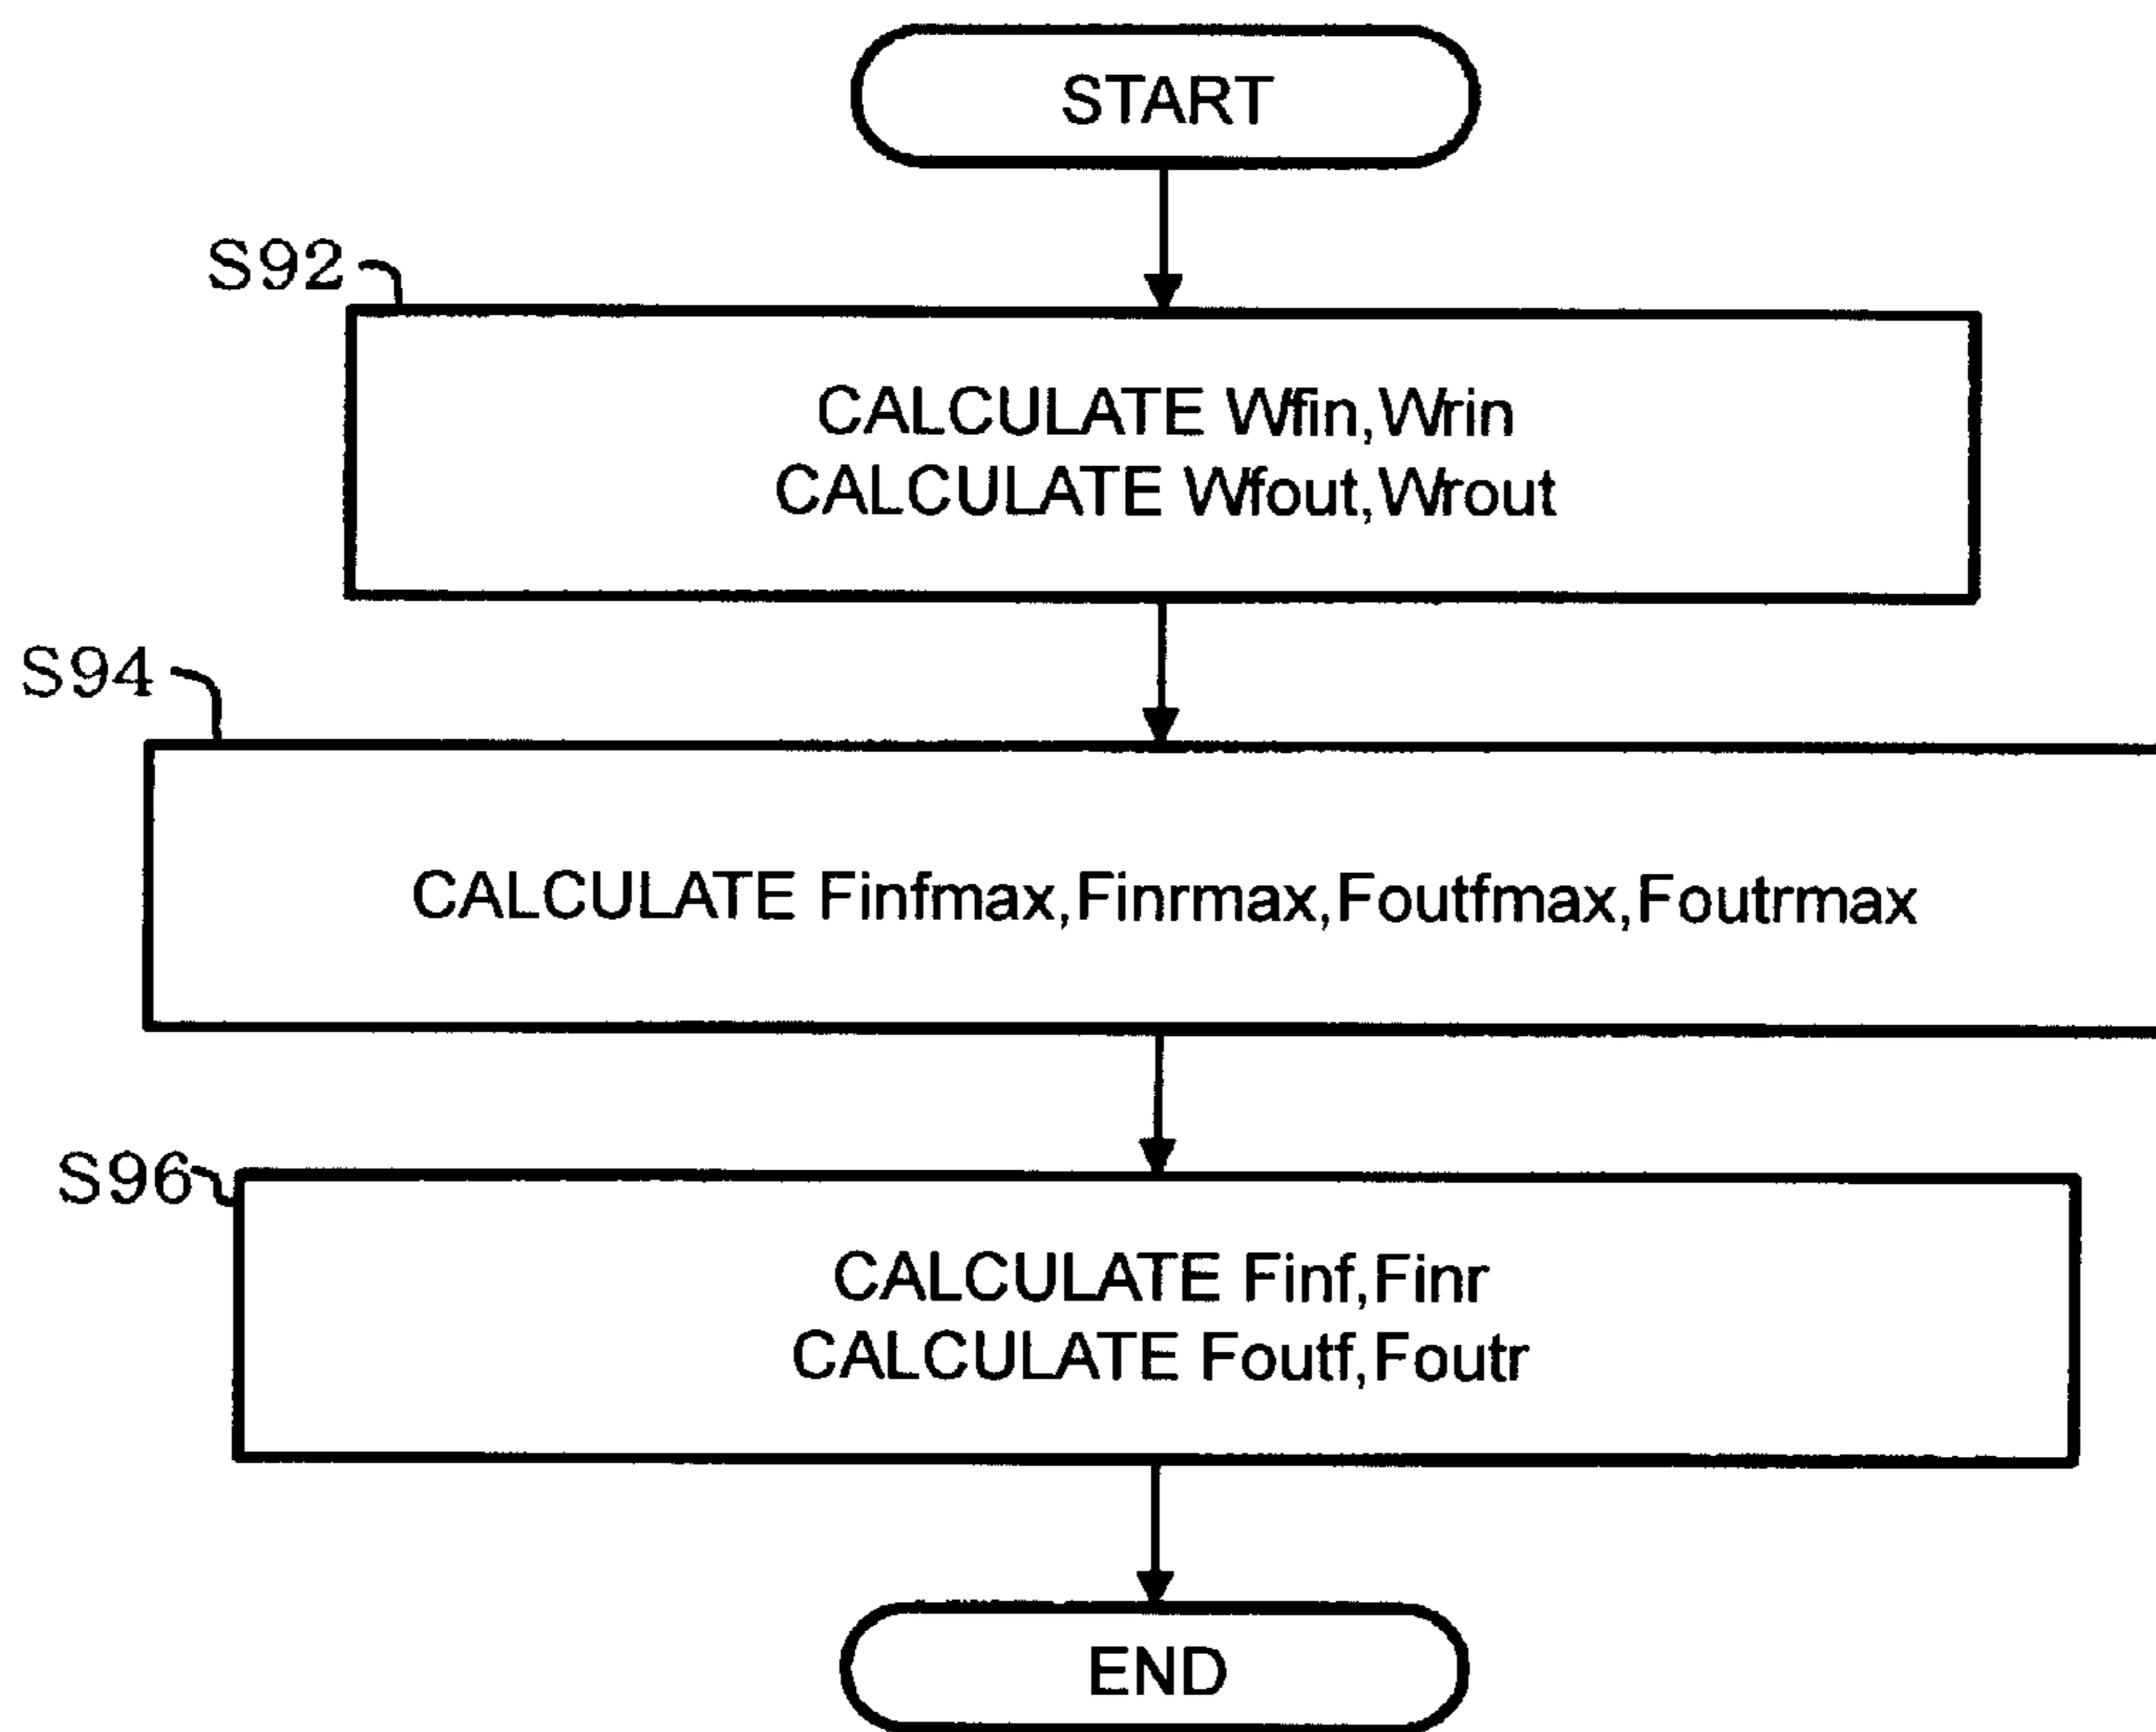 START
S92
CALCULATE Wfin,Wrin
CALCULATE Wfout,Wrout
S94
CALCULATE Finfmax,Finrmax,Foutfmax,Foutrmax
S96
CALCULATE Finf,Finr
CALCULATE Foutf,Foutr
END